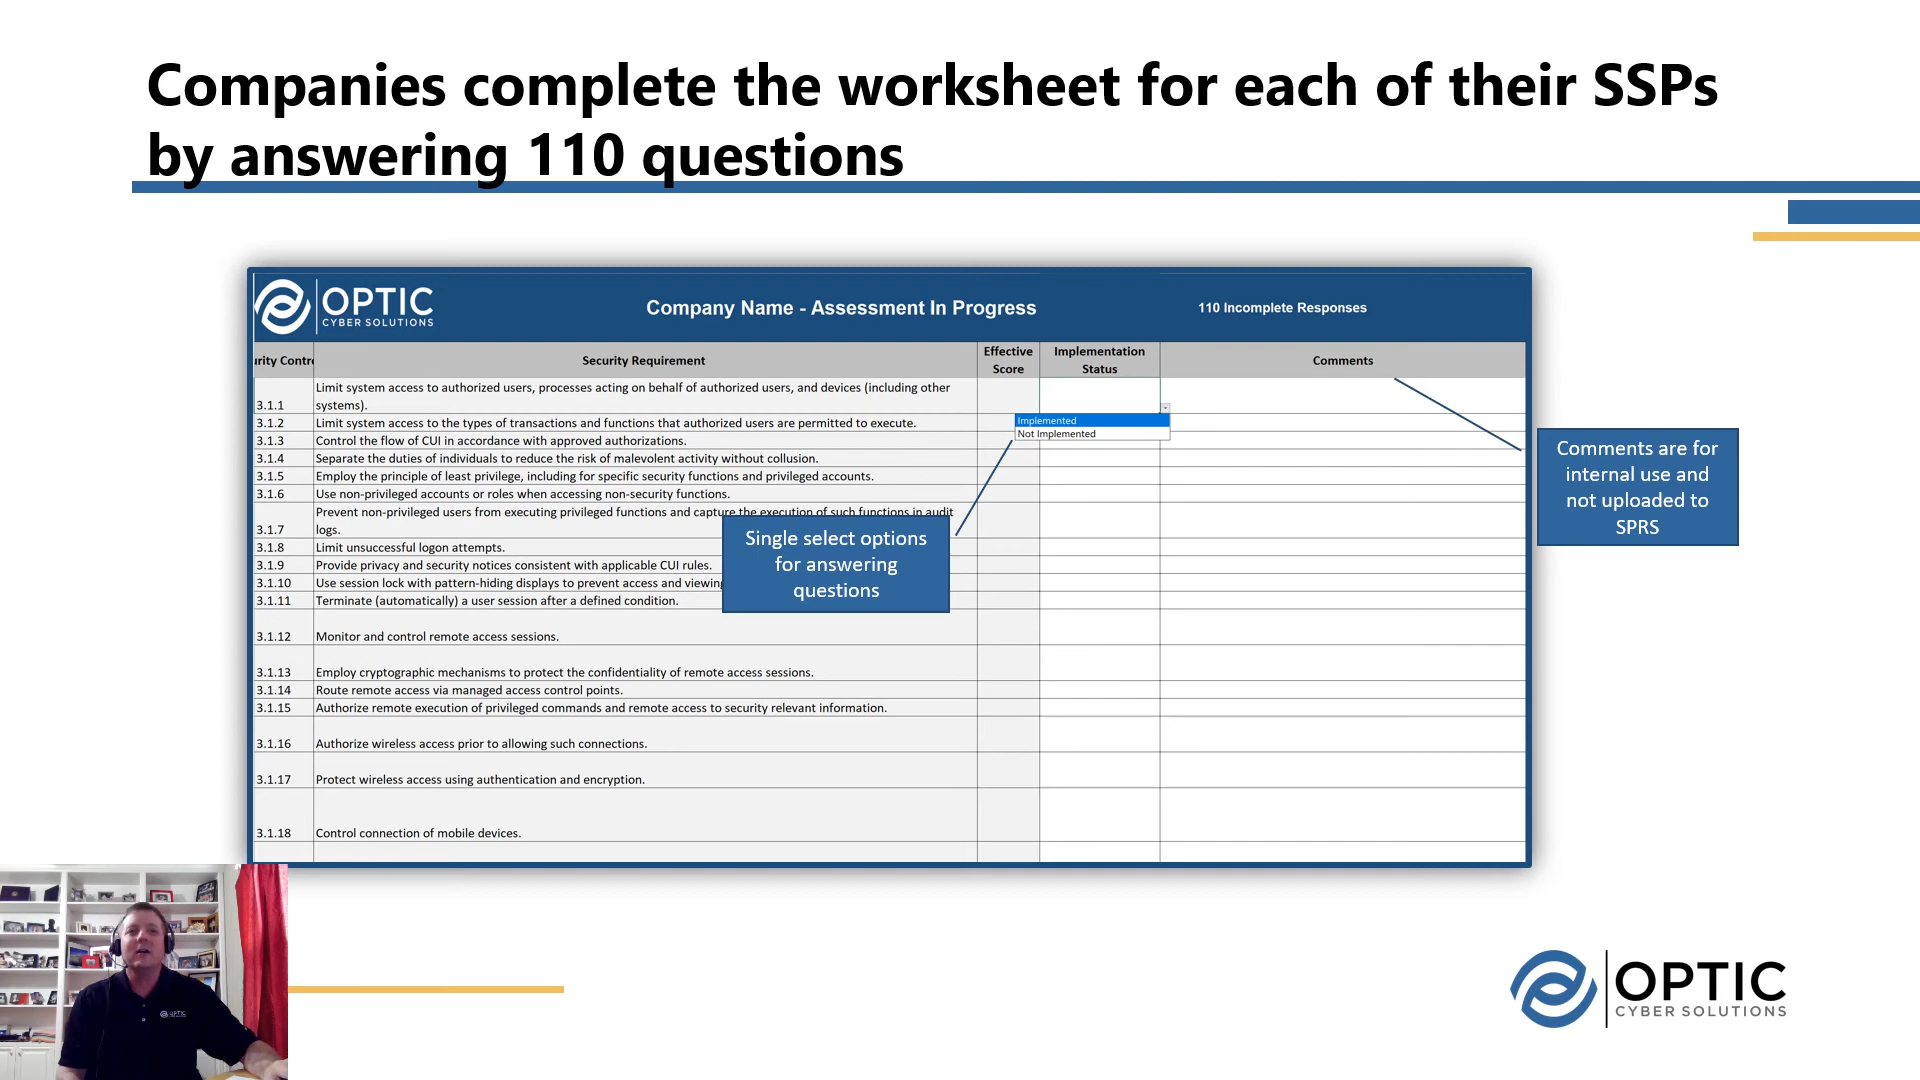 Companies complete the worksheet for each of their SSPs
by answering 110 questions
OPTIC
CYBER SOLUTIONS
Company Name - Assessment In Progress
110 Incomplete Responses
Security Requirement
Effective
Score
Implementation
Status
Comments
3.1.1 Limit system access to authorized users, processes acting on behalf of authorized users, and devices (including other
systems).
3.1.2 Limit system access to the types of transactions and functions that authorized users are permitted to execute.
3.1.3 Control the flow of CUI in accordance with approved authorizations.
3.1.4 Separate the duties of individuals to reduce the risk of malevolent activity without collusion.
3.1.5 Employ the principle of least privilege, including for specific security functions and privileged accounts.
3.1.6 Use non-privileged accounts or roles when accessing non-security functions.
3.1.7 Prevent non-privileged users from executing privileged functions and capture the execution of such functions in audit
logs.
3.1.8 Limit unsuccessful logon attempts.
3.1.9 Provide privacy and security notices consistent with applicable CUI rules.
3.1.10 Use session lock with pattern-hiding displays to prevent access and viewing
3.1.11 Terminate (automatically) a user session after a defined condition.
3.1.12 Monitor and control remote access sessions.
3.1.13 Employ cryptographic mechanisms to protect the confidentiality of remote access sessions.
3.1.14 Route remote access via managed access control points.
3.1.15 Authorize remote execution of privileged commands and remote access to security relevant information.
3.1.16 Authorize wireless access prior to allowing such connections.
3.1.17 Protect wireless access using authentication and encryption.
3.1.18 Control connection of mobile devices.
Implemented
Not Implemented
Single select options
for answering
questions
Comments are for
internal use and
not uploaded to
SPRS
OPTIC
OPTIC
CYBER SOLUTIONS